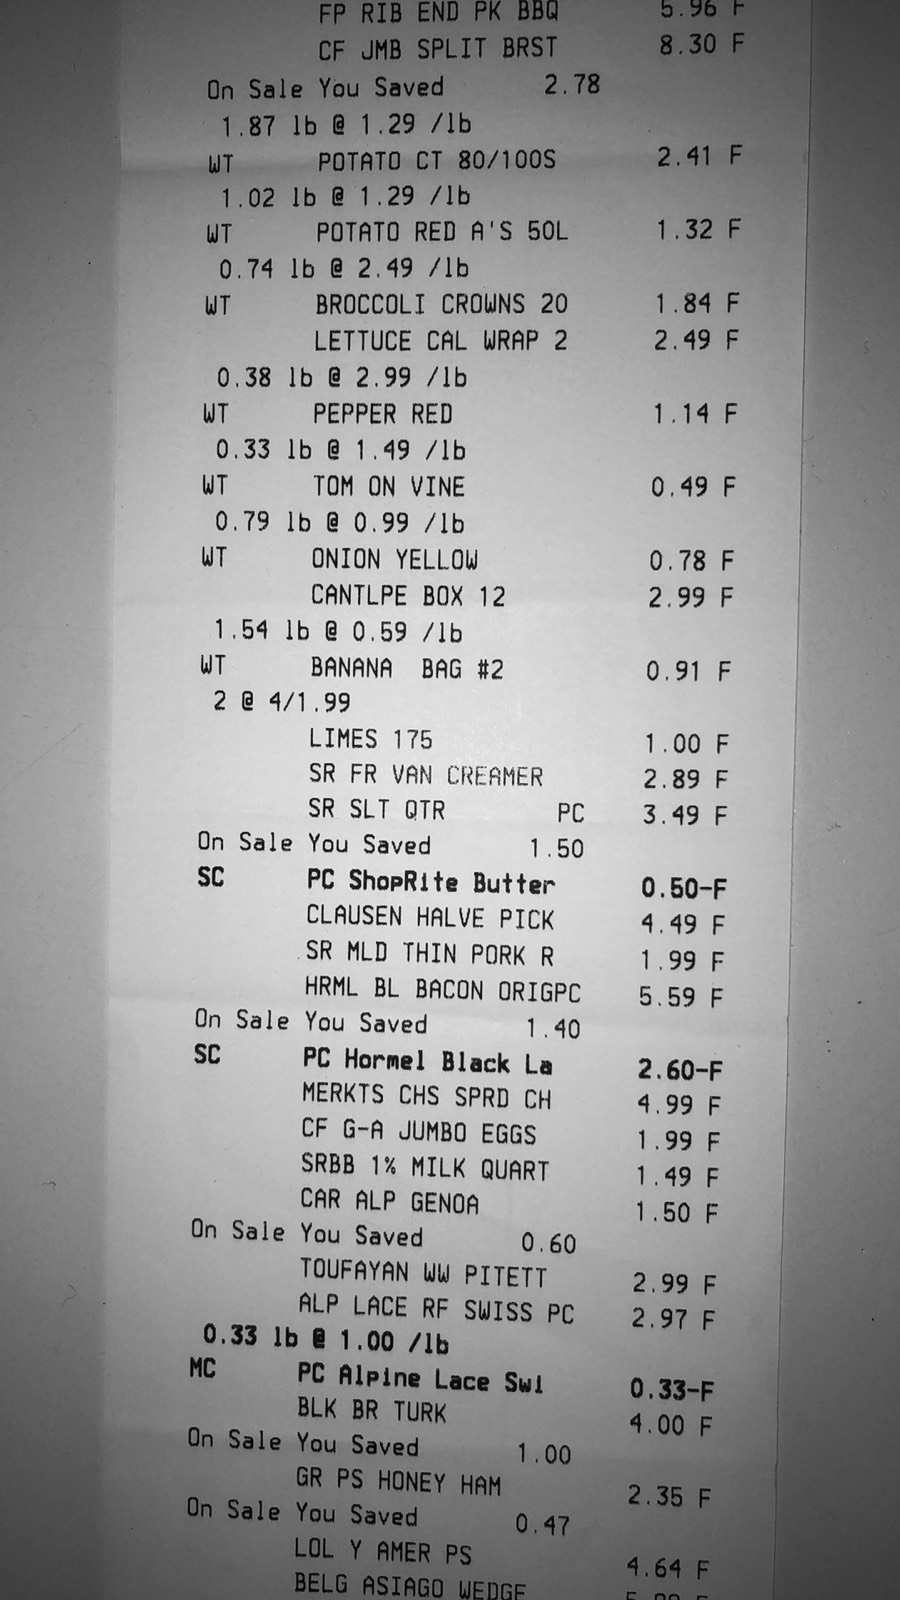 FP RIB END PK BBQ 5.96 F
CF JMB SPLIT BRST 8.30 F
On Sale You Saved 2.78
1.87 lb @ 1.29 /lb
WT POTATO CT 80/100S 2.41 F
1.02 lb @ 1.29 /lb
WT POTATO RED A'S 50L 1.32 F
0.74 lb @ 2.49 /lb
WT BROCCOLI CROWNS 20 1.84 F
LETTUCE CAL WRAP 2 2.49 F
0.38 lb @ 2.99 /lb
WT PEPPER RED 1.14 F
0.33 lb @ 1.49 /lb
WT TOM ON VINE 0.49 F
0.79 lb @ 0.99 /lb
WT ONION YELLOW 0.78 F
CANTLPE BOX 12 2.99 F
1.54 lb @ 0.59 /lb
WT BANANA BAG #2 0.91 F
2 @ 4/1.99
LIMES 175 1.00 F
SR FR VAN CREAMER 2.89 F
SR SLT QTR PC 3.49 F
On Sale You Saved 1.50
SC PC ShopRite Butter 0.50-F
CLAUSEN HALVE PICK 4.49 F
SR MLD THIN PORK R 1.99 F
HRML BL BACON ORIGPC 5.59 F
On Sale You Saved 1.40
SC PC Hormel Black La 2.60-F
MERKTS CHS SPRD CH 4.99 F
CF G-A JUMBO EGGS 1.99 F
SRBB 1% MILK QUART 1.49 F
CAR ALP GENOA 1.50 F
On Sale You Saved 0.60
TOUFAYAN WW PITETT 2.99 F
ALP LACE RF SWISS PC 2.97 F
0.33 lb @ 1.00 /lb
MC PC Alpine Lace Swi 0.33-F
BLK BR TURK 4.00 F
On Sale You Saved 1.00
GR PS HONEY HAM 2.35 F
On Sale You Saved 0.47
LOL Y AMER PS 4.64 F
BELG ASIAGO WEDGE